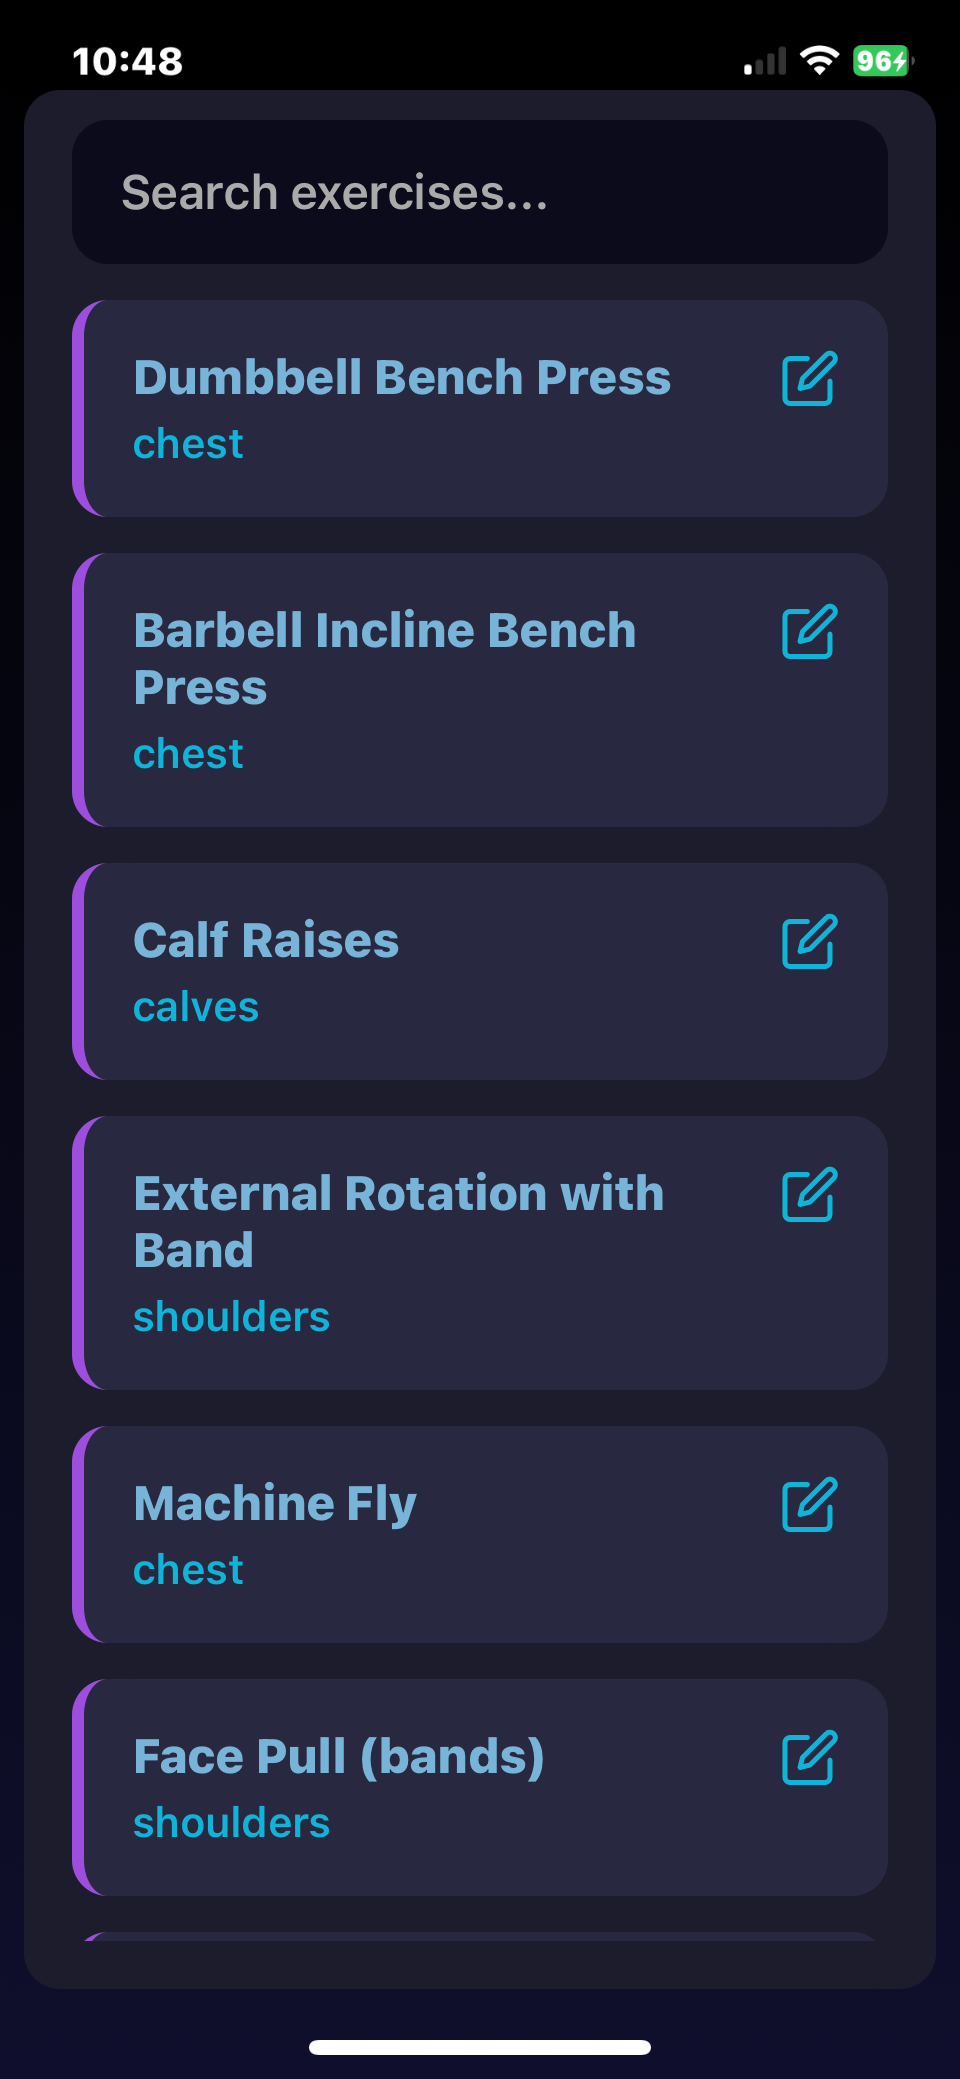 10:48
96
Search exercises...
Dumbbell Bench Press
chest
Barbell Incline Bench
Press
chest
Calf Raises
calves
External Rotation with
Band
shoulders
Machine Fly
chest
Face Pull (bands)
shoulders